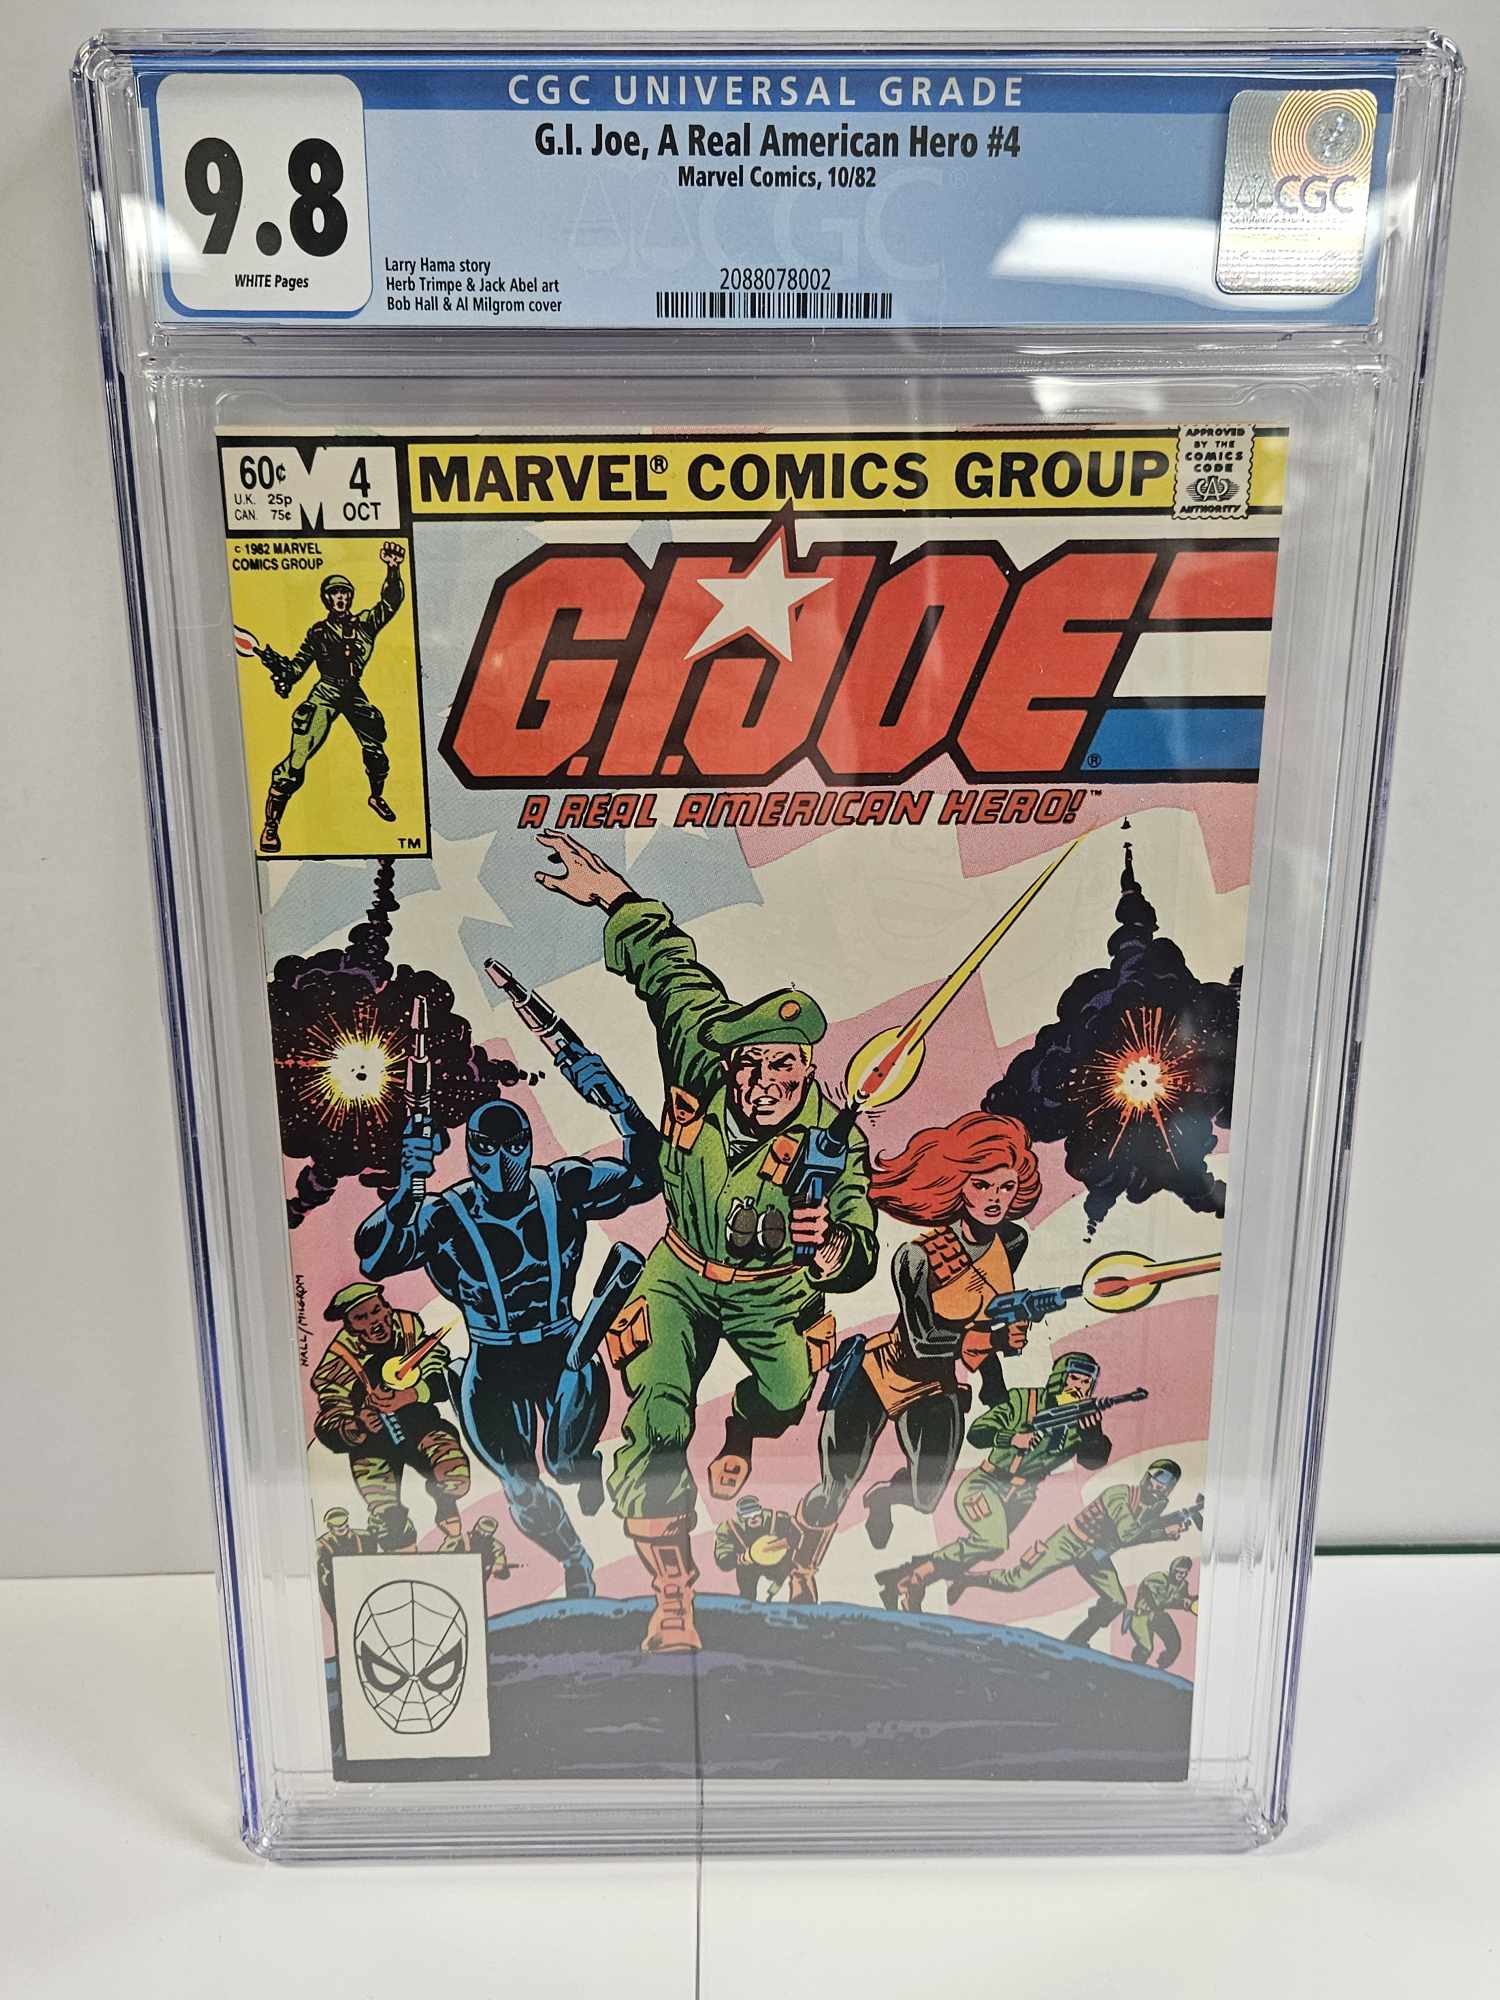 CGC UNIVERSAL GRADE
9.8
WHITE Pages
G.I. Joe, A Real American Hero #4
Marvel Comics, 10/82
Larry Hama story
Herb Trimpe & Jack Abel art
Bob Hall & Al Milgrom cover
2088078002
CGC
60¢
U.K. 25p
CAN. 75¢
4
OCT
MARVEL® COMICS GROUP
APPROVED
BY THE
COMICS
CODE
CA
AUTHORITY
© 1982 MARVEL
COMICS GROUP
TM
G.I. JOE®
A REAL AMERICAN HERO!™
HALL/MILGROM